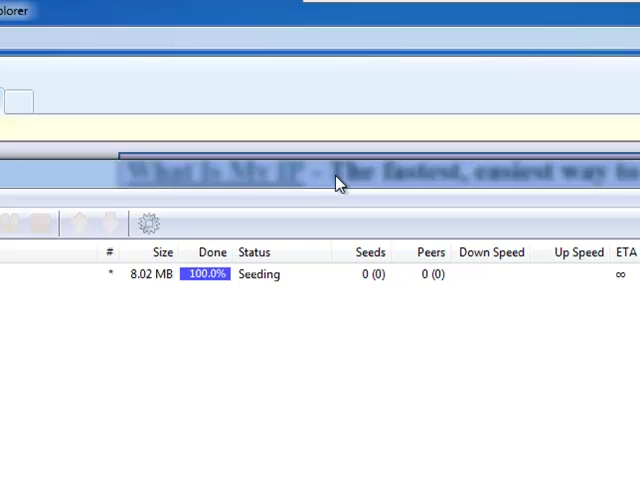 plorer
What Is My IP - The fastest, easiest way to
# Size Done Status Seeds Peers Down Speed Up Speed ETA
* 8.02 MB 100.0% Seeding 0 (0) 0 (0) ∞